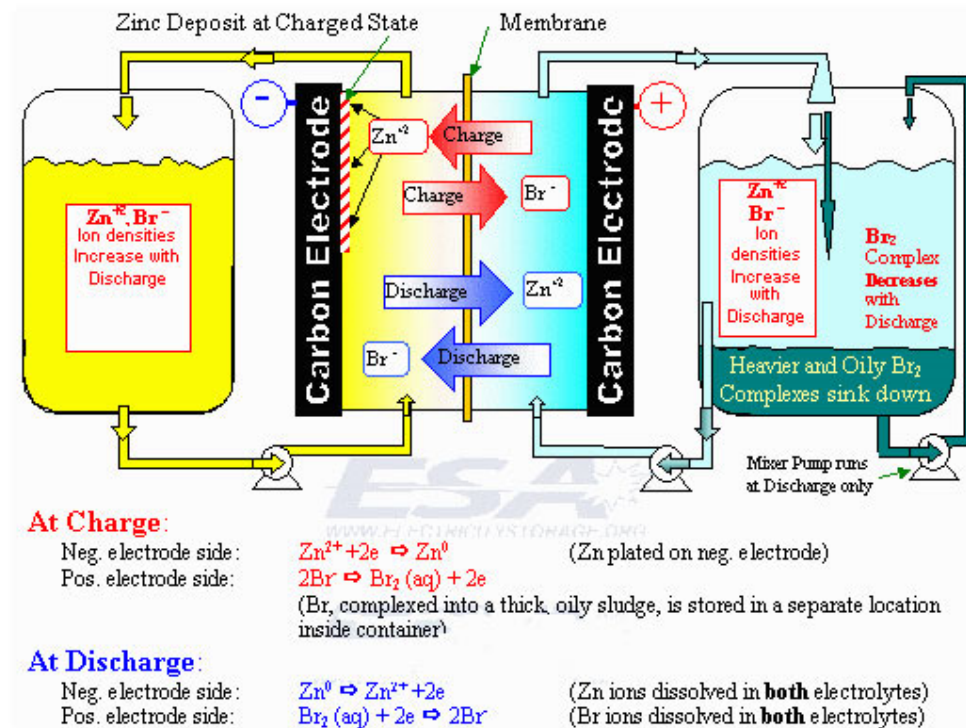 Zinc Deposit at Charged State
Membrane
−
+
Carbon Electrode
Carbon Electrode
Zn+2
Charge
Charge
Br −
Discharge
Zn+2
Br −
Discharge
Zn+2, Br −
Ion densities
Increase with
Discharge
Zn+2
Br −
Ion
densities
Increase
with
Discharge
Br2
Complex
Decreases
with
Discharge
Heavier and Oily Br2
Complexes sink down
Mixer Pump runs
at Discharge only
ESA
WWW.ELECTRICITYSTORAGE.ORG
At Charge:
Neg. electrode side: Zn2+ +2e ⇨ Zn0 (Zn plated on neg. electrode)
Pos. electrode side: 2Br- ⇨ Br2 (aq) + 2e
(Br, complexed into a thick, oily sludge, is stored in a separate location
inside container)
At Discharge:
Neg. electrode side: Zn0 ⇨ Zn2+ +2e (Zn ions dissolved in both electrolytes)
Pos. electrode side: Br2 (aq) + 2e ⇨ 2Br- (Br ions dissolved in both electrolytes)